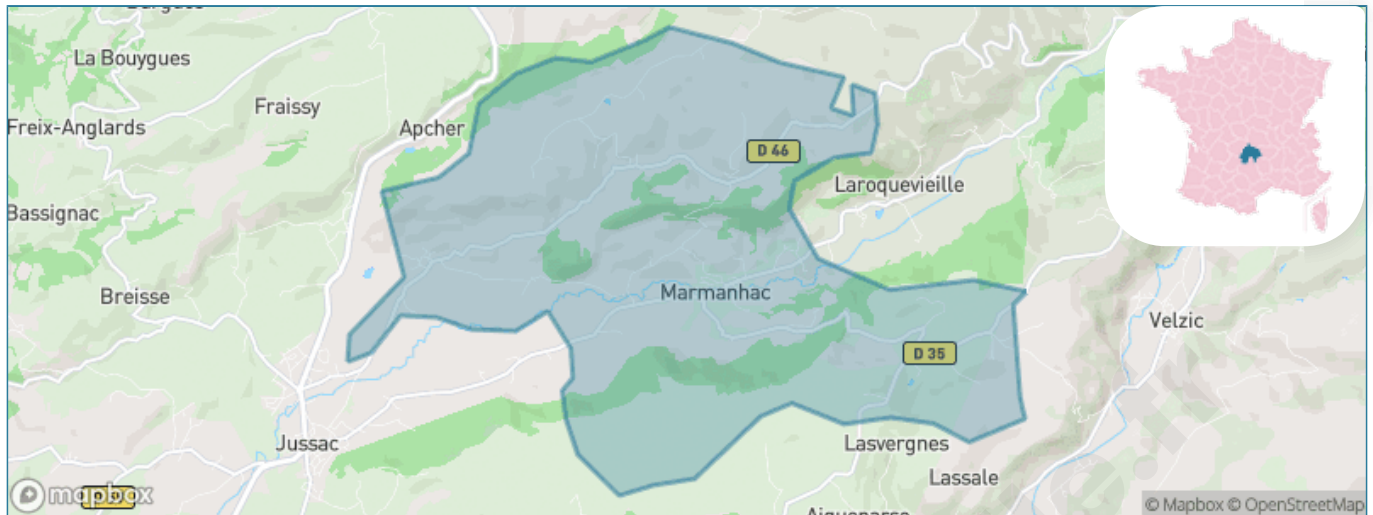 La Bouygues
Fraissy
Freix-Anglards
Apcher
D 46
Laroquevieille
Bassignac
Breisse
Marmanhac
Velzic
D 35
Jussac
Lasvergnes
Lassale
mapbox
© Mapbox © OpenStreetMap